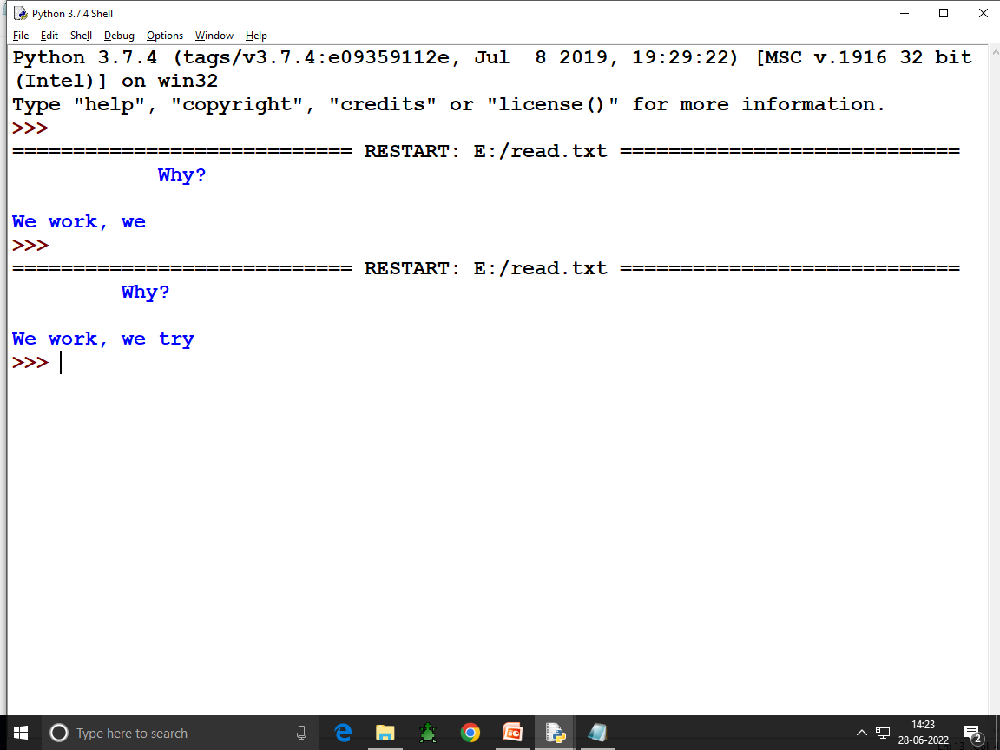 Python 3.7.4 Shell
File Edit Shell Debug Options Window Help
Python 3.7.4 (tags/v3.7.4:e09359112e, Jul  8 2019, 19:29:22) [MSC v.1916 32 bit
(Intel)] on win32
Type "help", "copyright", "credits" or "license()" for more information.
>>>
============================ RESTART: E:/read.txt ============================
            Why?
We work, we
>>>
============================ RESTART: E:/read.txt ============================
         Why?
We work, we try
>>>
Type here to search
14:23
28-06-2022
2